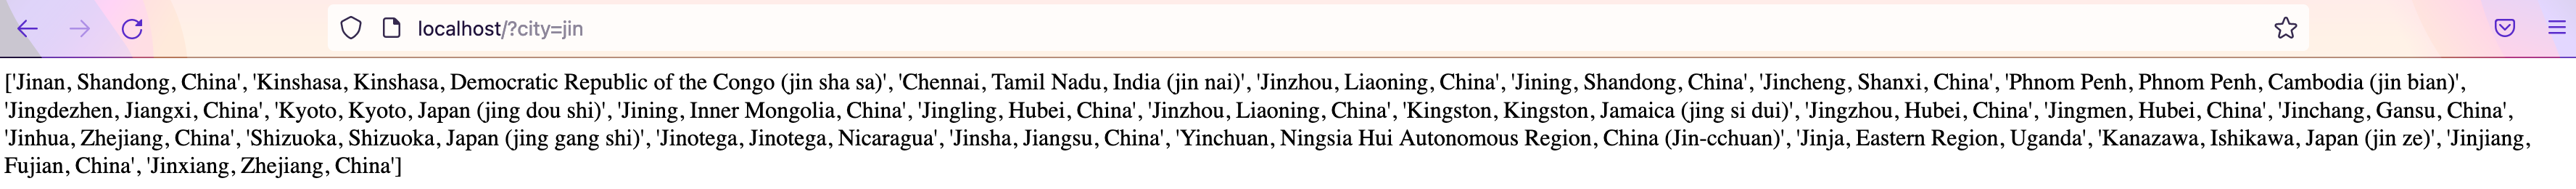 localhost/?city=jin
['Jinan, Shandong, China', 'Kinshasa, Kinshasa, Democratic Republic of the Congo (jin sha sa)', 'Chennai, Tamil Nadu, India (jin nai)', 'Jinzhou, Liaoning, China', 'Jining, Shandong, China', 'Jincheng, Shanxi, China', 'Phnom Penh, Phnom Penh, Cambodia (jin bian)',
'Jingdezhen, Jiangxi, China', 'Kyoto, Kyoto, Japan (jing dou shi)', 'Jining, Inner Mongolia, China', 'Jingling, Hubei, China', 'Jinzhou, Liaoning, China', 'Kingston, Kingston, Jamaica (jing si dui)', 'Jingzhou, Hubei, China', 'Jingmen, Hubei, China', 'Jinchang, Gansu, China',
'Jinhua, Zhejiang, China', 'Shizuoka, Shizuoka, Japan (jing gang shi)', 'Jinotega, Jinotega, Nicaragua', 'Jinsha, Jiangsu, China', 'Yinchuan, Ningsia Hui Autonomous Region, China (Jin-cchuan)', 'Jinja, Eastern Region, Uganda', 'Kanazawa, Ishikawa, Japan (jin ze)', 'Jinjiang,
Fujian, China', 'Jinxiang, Zhejiang, China']